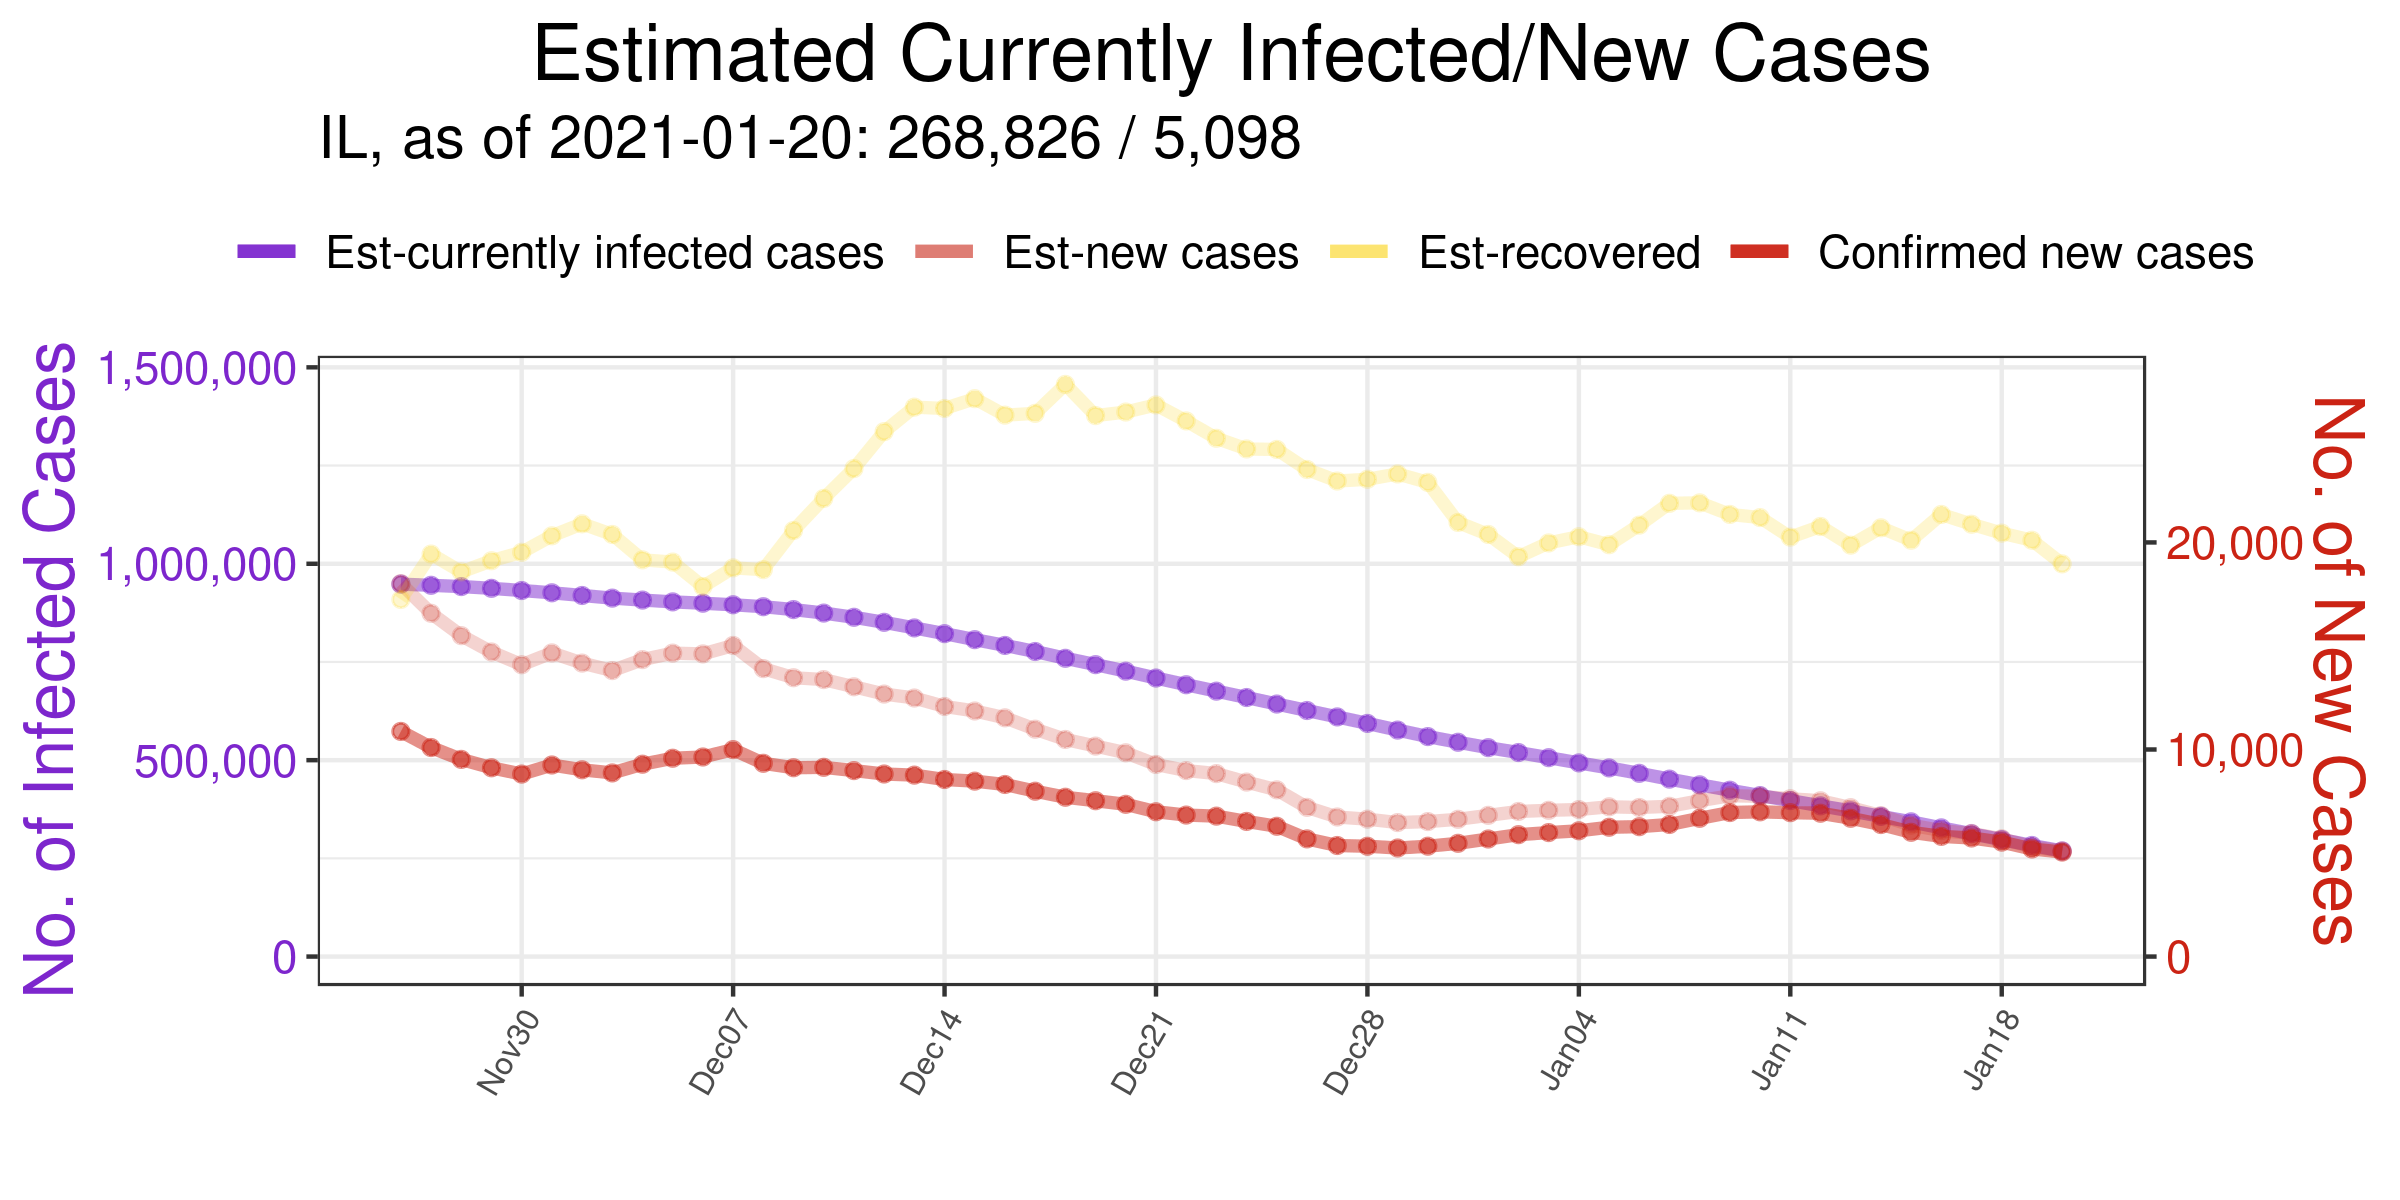 Estimated Currently Infected/New Cases
IL, as of 2021-01-20: 268,826 / 5,098
Est-currently infected cases Est-new cases Est-recovered Confirmed new cases
No. of Infected Cases
1,500,000
1,000,000
500,000
0
No. of New Cases
20,000
10,000
0
Nov30 Dec07 Dec14 Dec21 Dec28 Jan04 Jan11 Jan18